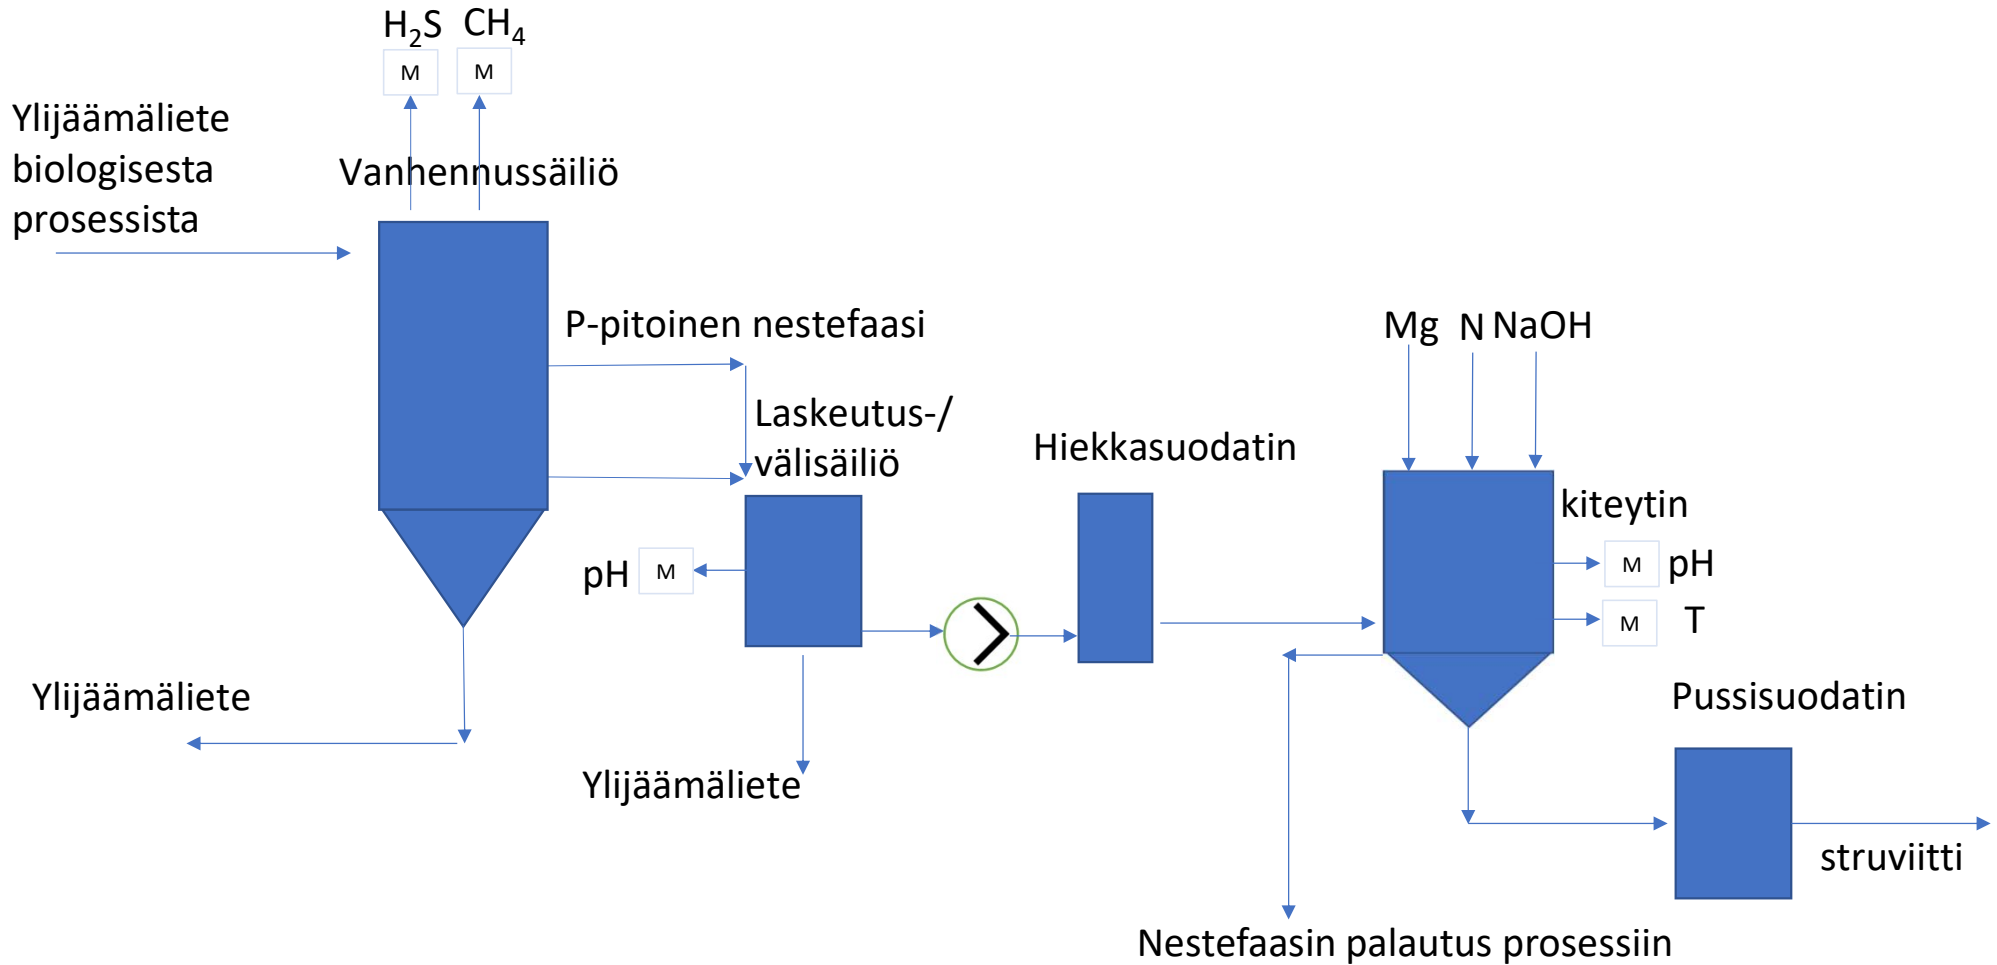 H₂S CH₄
M M
Ylijäämäliete
biologisesta
prosessista
Vanhennussäiliö
P-pitoinen nestefaasi
Laskeutus-/
välisäiliö
pH M
Hiekkasuodatin
Mg N NaOH
kiteytin
M pH
M T
Ylijäämäliete
Ylijäämäliete
Pussisuodatin
struviitti
Nestefaasin palautus prosessiin